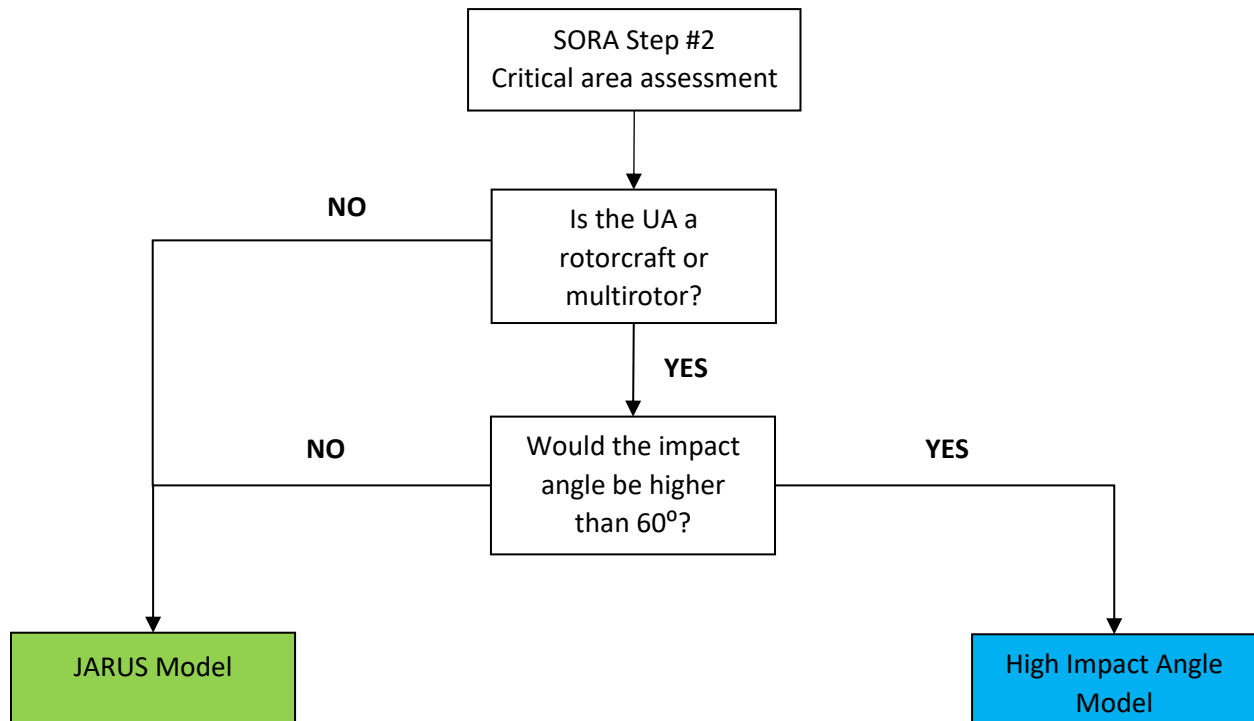 SORA Step #2
Critical area assessment
NO
Is the UA a
rotorcraft or
multirotor?
YES
NO
Would the impact
angle be higher
than 60º?
YES
JARUS Model
High Impact Angle
Model